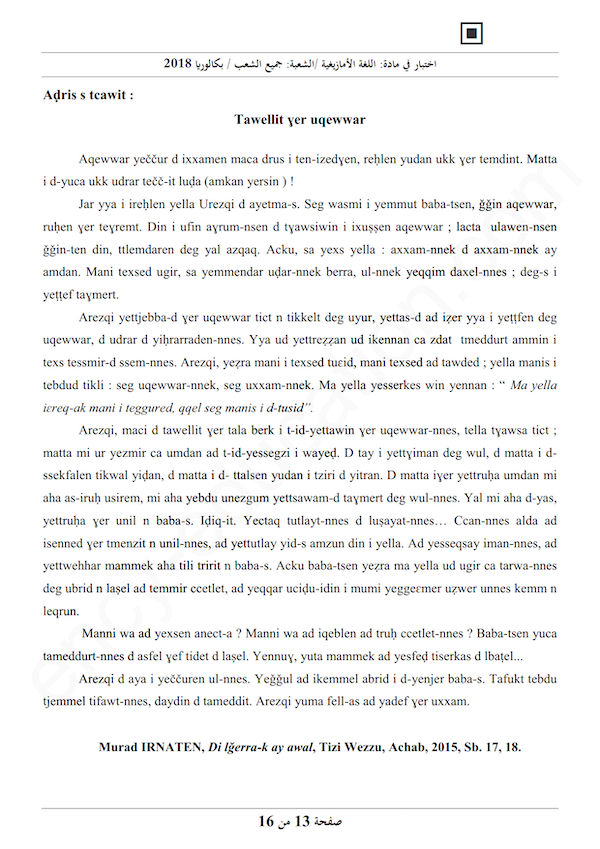 اختبار في مادة: اللغة الأمازيغية /الشعبة: جميع الشعب / بكالوريا 2018
Aḍris s tcawit :
Tawellit ɣer uqewwar
Aqewwar yeččur d ixxamen maca drus i ten-izedɣen, reḥlen yudan ukk ɣer temdint. Matta
i d-yuca ukk udrar tečč-it luḍa (amkan yersin ) !
Jar yya i ireḥlen yella Urezqi d ayetma-s. Seg wasmi i yemmut baba-tsen, ǧǧin aqewwar,
ruḥen ɣer teɣremt. Din i ufin aɣrum-nsen d tɣawsiwin i ixuṣṣen aqewwar ; lacta ulawen-nsen
ǧǧin-ten din, ttlemdaren deg yal azqaq. Acku, sa yexs yella : axxam-nnek d axxam-nnek ay
amdan. Mani texsed ugir, sa yemmendar uḍar-nnek berra, ul-nnek yeqqim daxel-nnes ; deg-s i
yeṭṭef taɣmert.
Arezqi yettjebba-d ɣer uqewwar tict n tikkelt deg uyur, yettas-d ad iẓer yya i yeṭṭfen deg
uqewwar, d udrar d yiḥrarraden-nnes. Yya ud yettreẓẓan ud ikennan ca zdat tmeddurt ammin i
texs tessmir-d ssem-nnes. Arezqi, yeẓra mani i texsed tuɛid, mani texsed ad tawded ; yella manis i
tebdud tikli : seg uqewwar-nnek, seg uxxam-nnek. Ma yella yesserkes win yennan : “ Ma yella
iɛreq-ak mani i teggured, qqel seg manis i d-tusid”.
Arezqi, maci d tawellit ɣer tala berk i t-id-yettawin ɣer uqewwar-nnes, tella tɣawsa tict ;
matta mi ur yezmir ca umdan ad t-id-yessegzi i wayeḍ. D tay i yettɣiman deg wul, d matta i d-
ssekfalen tikwal yiḍan, d matta i d- ttalsen yudan i tziri d yitran. D matta iɣer yettruḥa umdan mi
aha as-iruḥ usirem, mi aha yebdu unezgum yettsawam-d taɣmert deg wul-nnes. Yal mi aha d-yas,
yettruḥa ɣer unil n baba-s. Iḍiq-it. Yectaq tutlayt-nnes d luṣayat-nnes… Ccan-nnes alda ad
isenned ɣer tmenzit n unil-nnes, ad yettutlay yid-s amzun din i yella. Ad yesseqsay iman-nnes, ad
yettwehhar mammek aha tili tririt n baba-s. Acku baba-tsen yeẓra ma yella ud ugir ca tarwa-nnes
deg ubrid n laṣel ad temmir ccetlet, ad yeqqar uciḍu-idin i mumi yeggeɛmer uẓwer unnes kemm n
leqrun.
Manni wa ad yexsen anect-a ? Manni wa ad iqeblen ad truḥ ccetlet-nnes ? Baba-tsen yuca
tameddurt-nnes d asfel ɣef tidet d laṣel. Yennuɣ, yuta mammek ad yesfeḍ tiserkas d lbaṭel...
Arezqi d aya i yeččuren ul-nnes. Yeǧǧul ad ikemmel abrid i d-yenjer baba-s. Tafukt tebdu
tjemmel tifawt-nnes, daydin d tameddit. Arezqi yuma fell-as ad yadef ɣer uxxam.
Murad IRNATEN, Di lǧerra-k ay awal, Tizi Wezzu, Achab, 2015, Sb. 17, 18.
صفحة 13 من 16